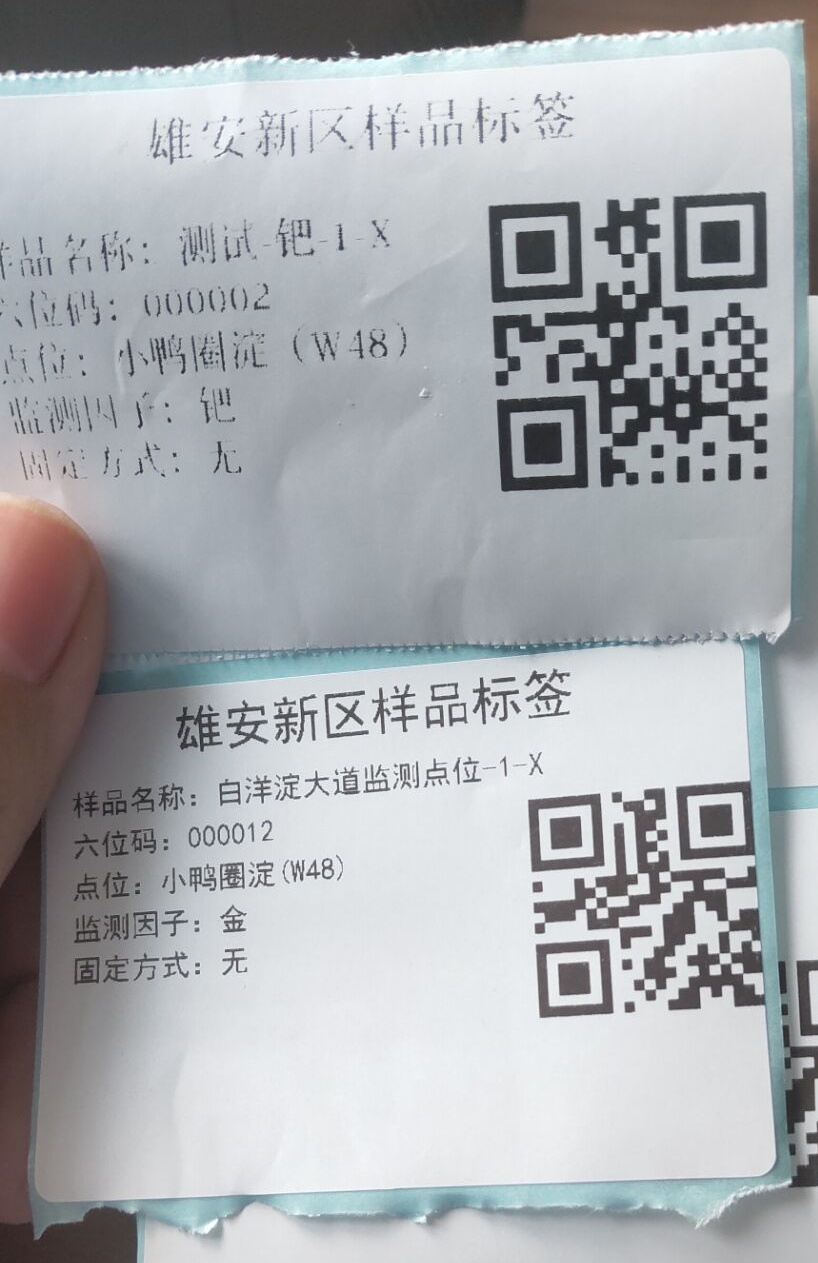 雄安新区样品标签
样品名称：测试-钯-1-X
六位码：000002
点位：小鸭圈淀（W48）
监测因子：钯
固定方式：无
雄安新区样品标签
样品名称：白洋淀大道监测点位-1-X
六位码：000012
点位：小鸭圈淀(W48)
监测因子：金
固定方式：无